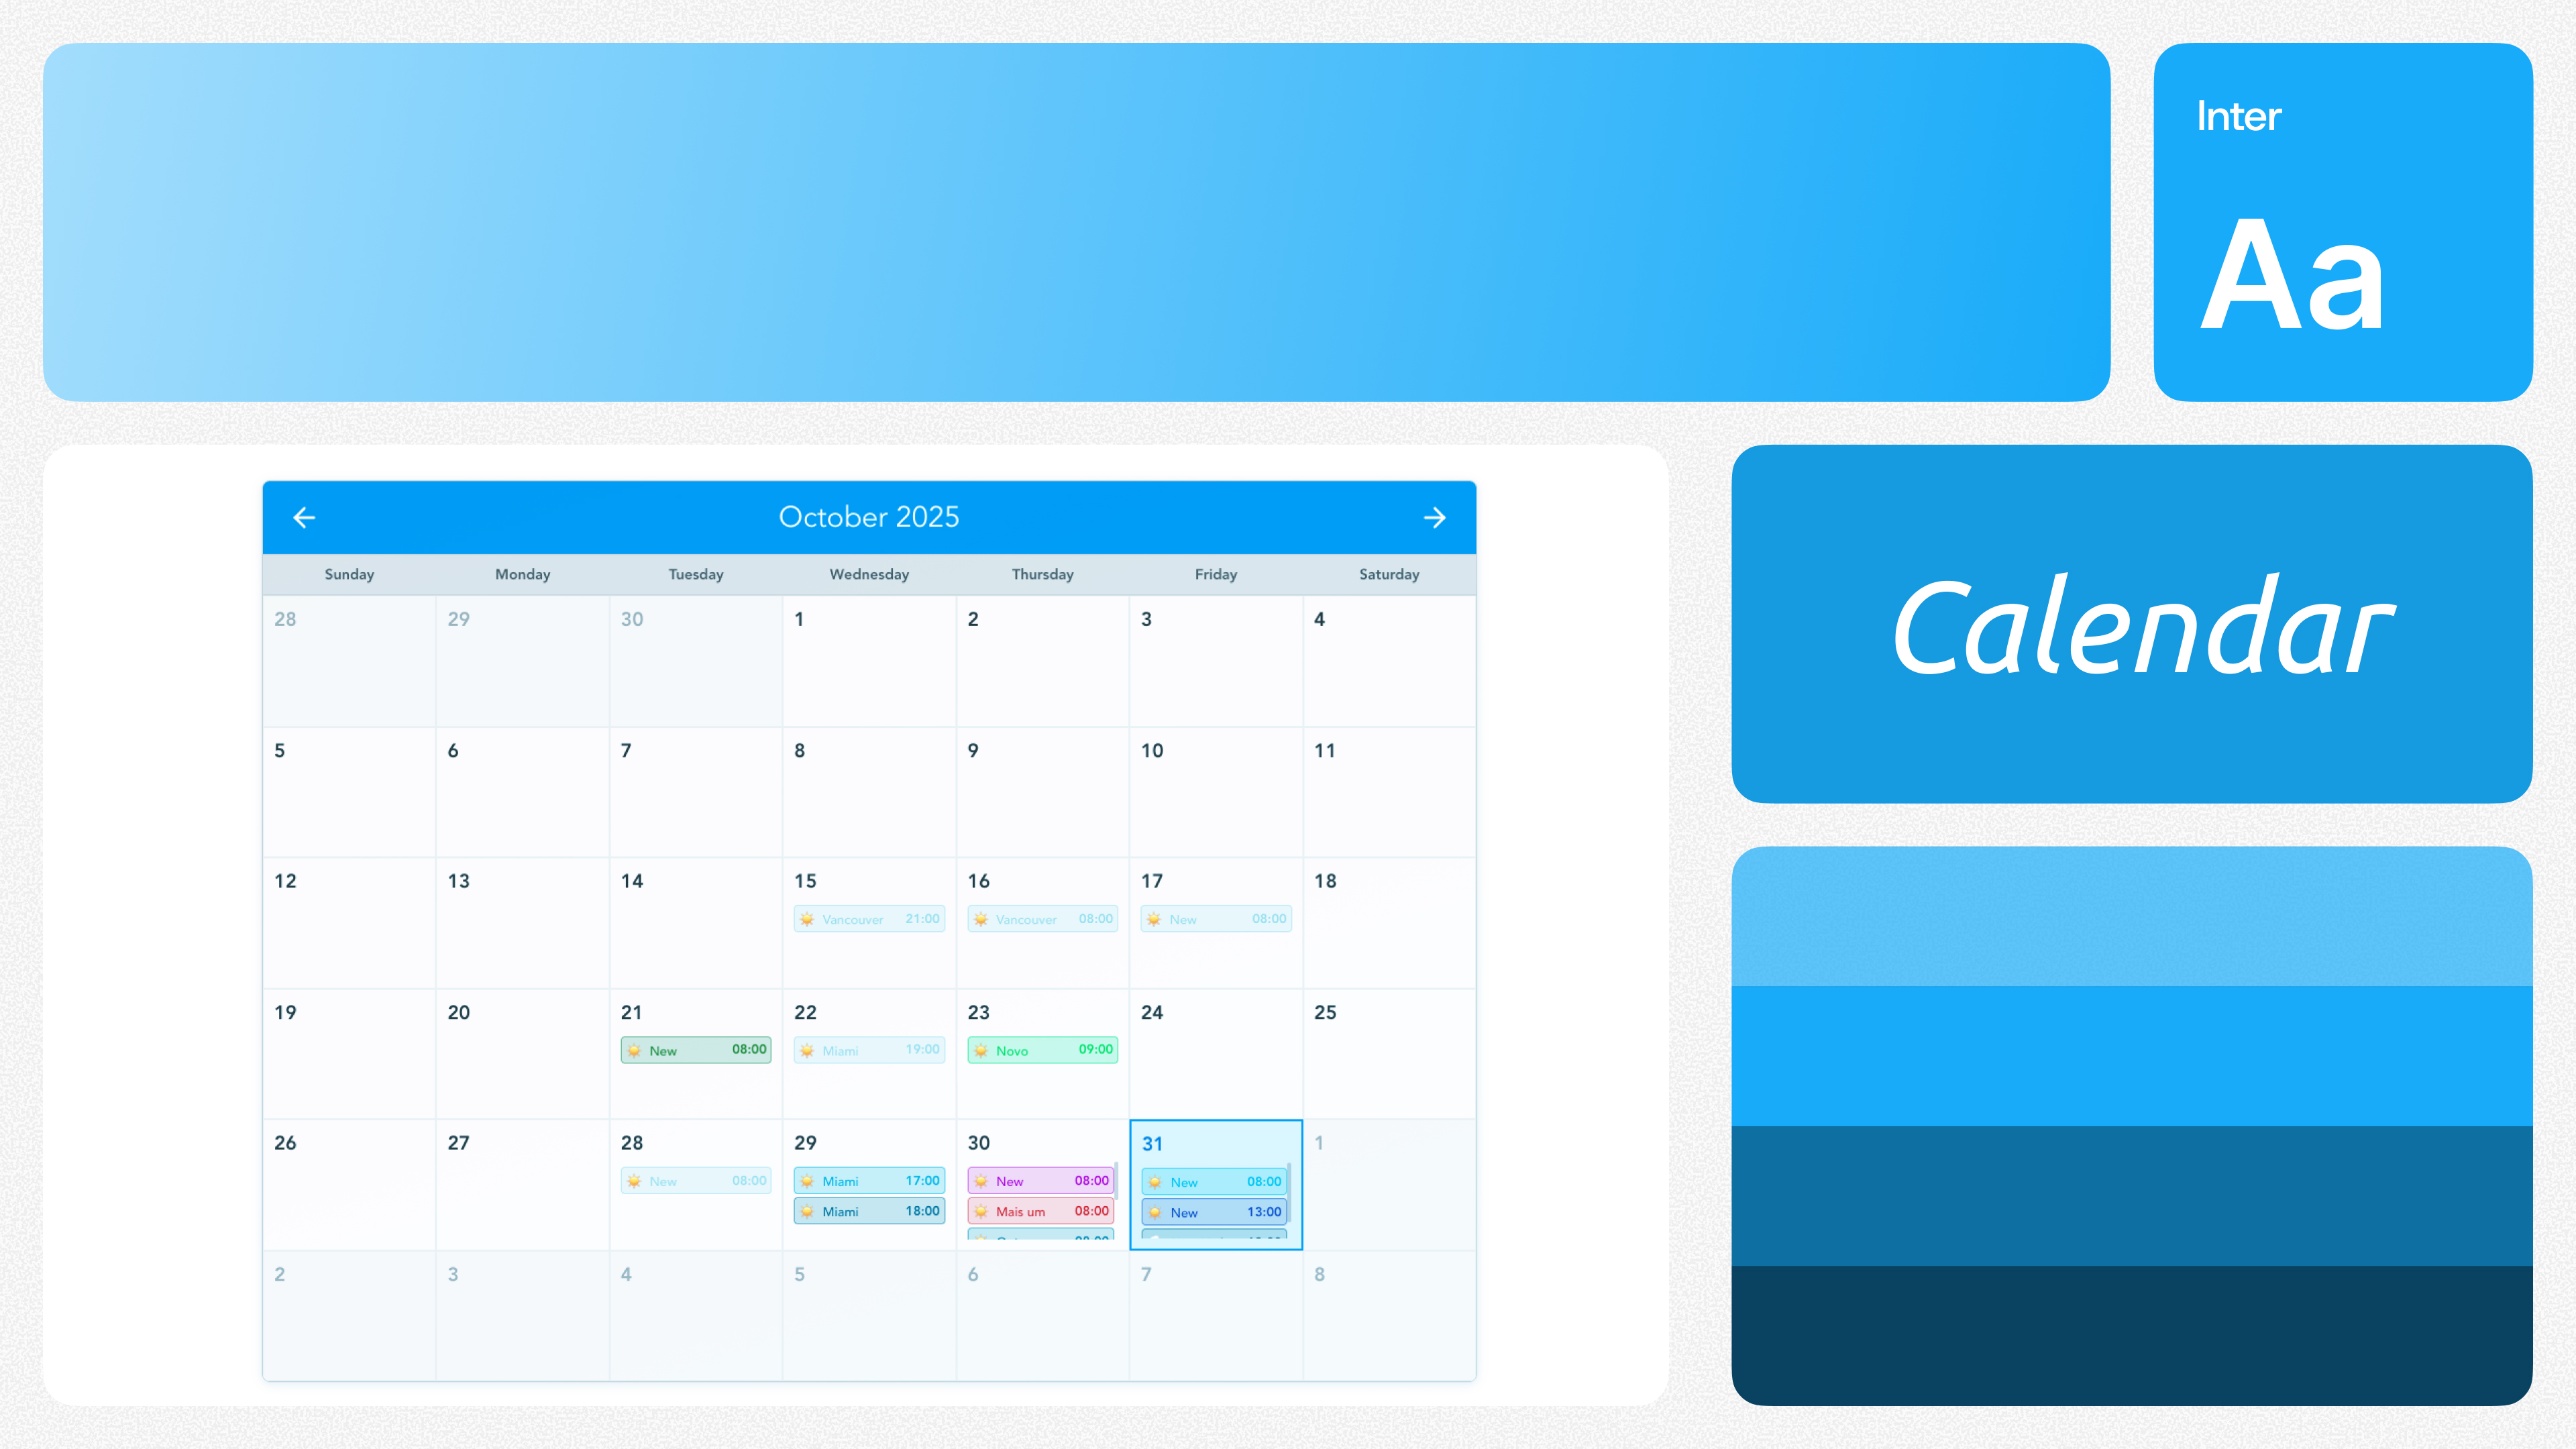 Inter
Aa
October 2025
Sunday Monday Tuesday Wednesday Thursday Friday Saturday
28 29 30 1 2 3 4
5 6 7 8 9 10 11
12 13 14 15 16 17 18
Vancouver 21:00 Vancouver 08:00 New 08:00
19 20 21 22 23 24 25
New 08:00 Miami 19:00 Novo 09:00
26 27 28 29 30 31 1
New 08:00 Miami 17:00 New 08:00 New 08:00
Miami 18:00 Mais um 08:00 New 13:00
2 3 4 5 6 7 8
Calendar